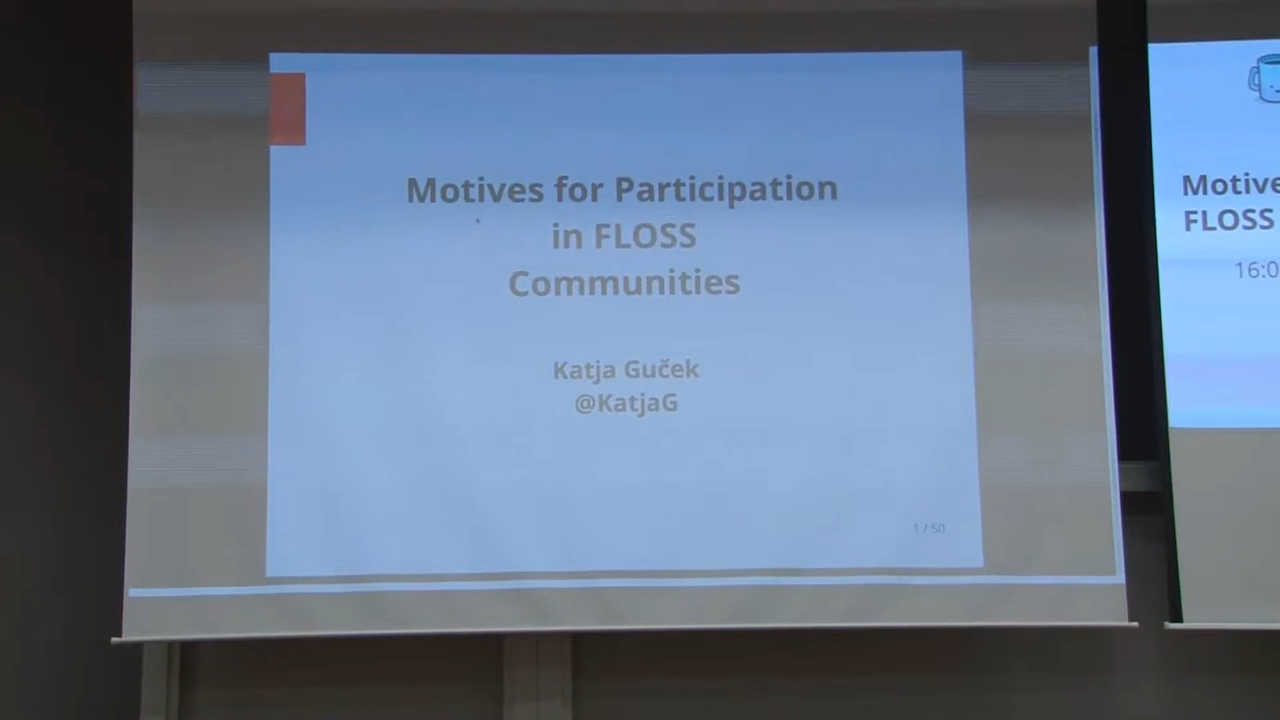 Motives for Participation
in FLOSS
Communities
Katja Guček
@KatjaG
1 / 50
Motive
FLOSS
16:0